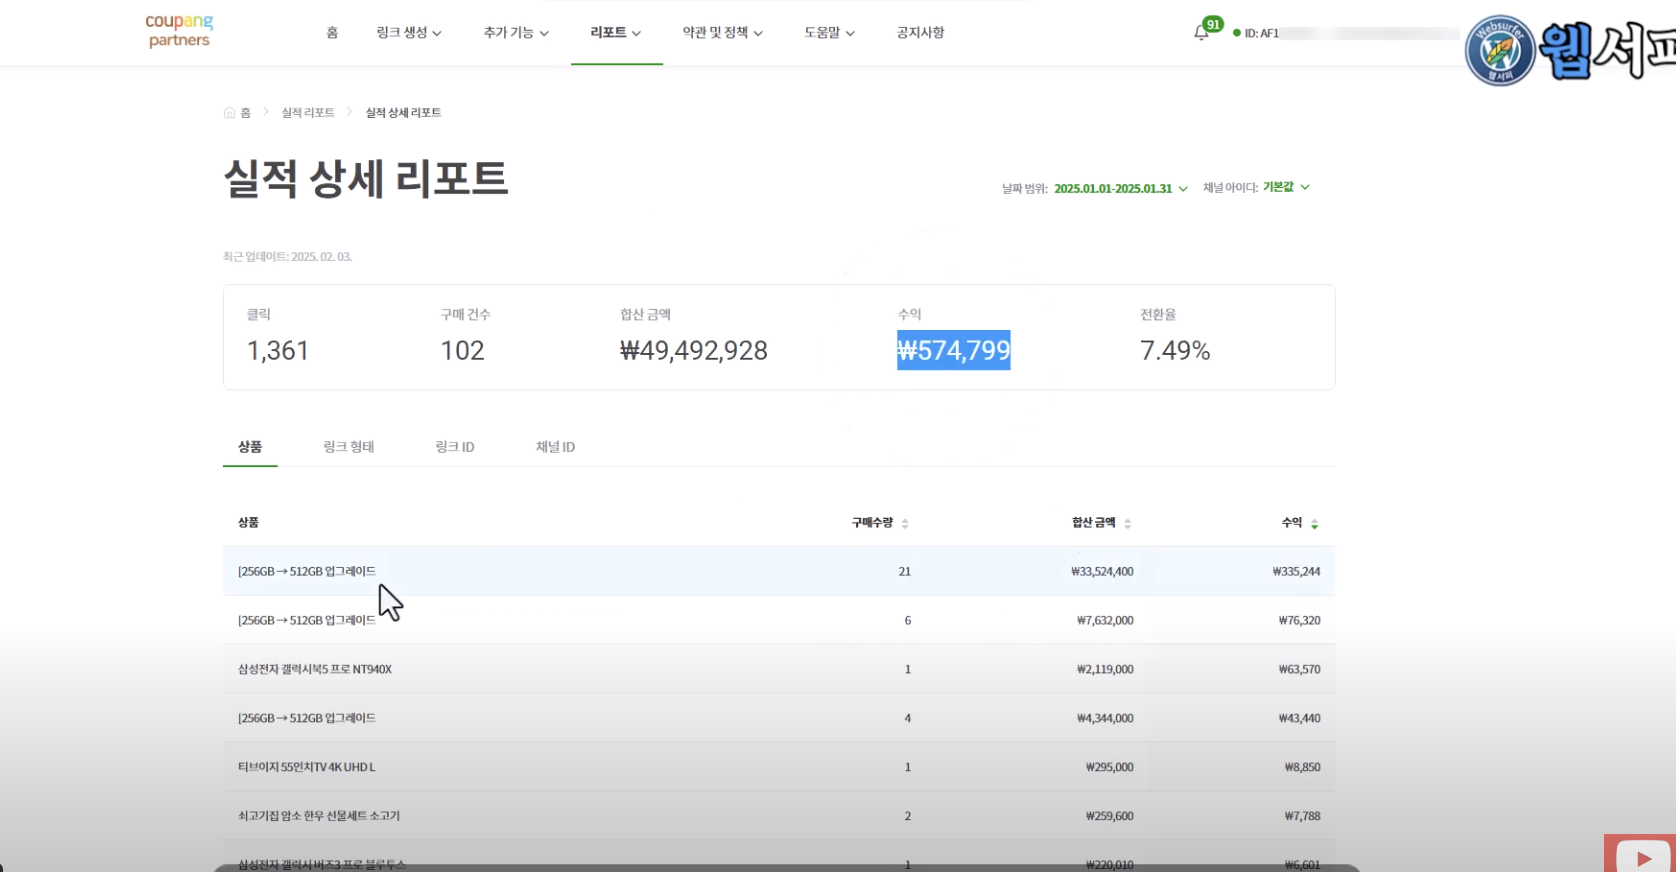 coupang
partners
홈
링크 생성
추가 기능
리포트
약관 및 정책
도움말
공지사항
91
ID: AF1
Websurfer
웹서피
웹서피
홈
실적 리포트
실적 상세 리포트
실적 상세 리포트
날짜 범위: 2025.01.01-2025.01.31
채널 아이디: 기본값
최근 업데이트: 2025. 02. 03.
클릭 구매 건수 합산 금액 수익 전환율
1,361 102 ₩49,492,928 ₩574,799 7.49%
상품 링크 형태 링크 ID 채널 ID
상품 구매수량 합산 금액 수익
[256GB → 512GB 업그레이드 21 ₩33,524,400 ₩335,244
[256GB → 512GB 업그레이드 6 ₩7,632,000 ₩76,320
삼성전자 갤럭시북5 프로 NT940X 1 ₩2,119,000 ₩63,570
[256GB → 512GB 업그레이드 4 ₩4,344,000 ₩43,440
티브이지 55인치TV 4K UHD L 1 ₩295,000 ₩8,850
쇠고기집 암소 한우 선물세트 소고기 2 ₩259,600 ₩7,788
삼성전자 갤럭시 버즈3 프로 블루투스 1 ₩220,010 ₩6,601